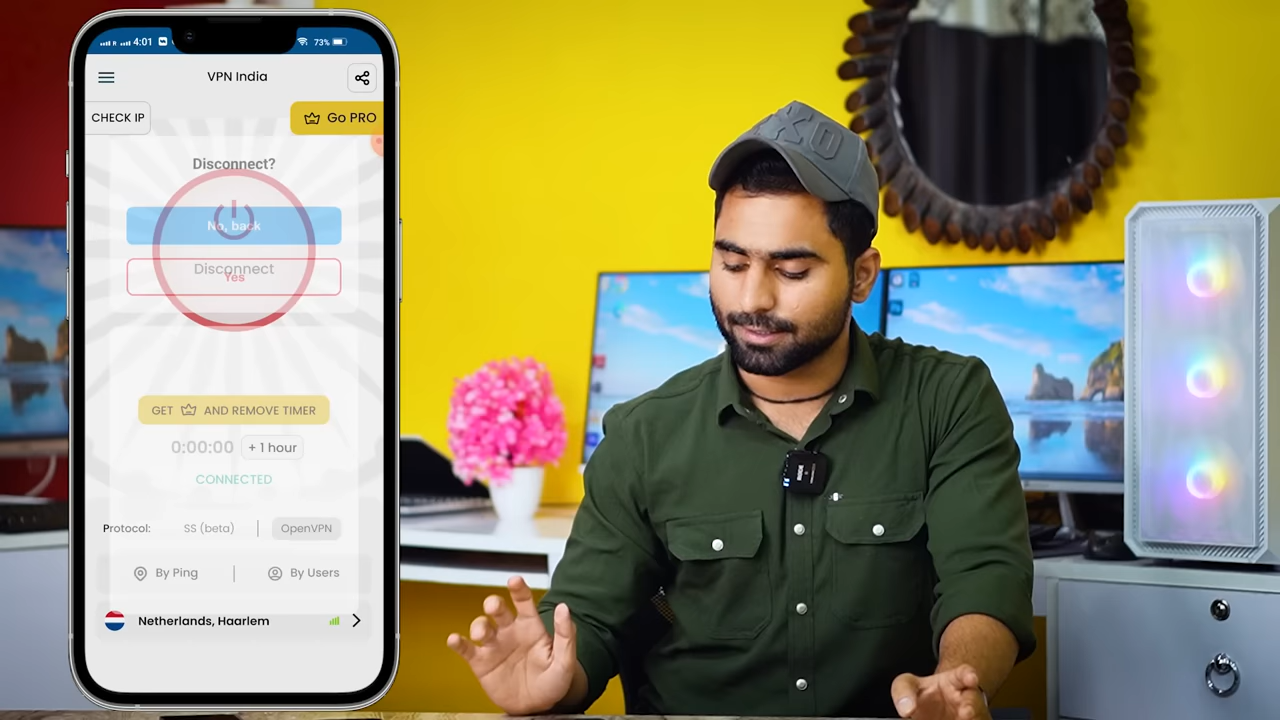 R 4:01 73%
VPN India
CHECK IP Go PRO
Disconnect?
No, back
Disconnect
Yes
GET AND REMOVE TIMER
0:00:00 + 1 hour
CONNECTED
Protocol: SS (beta) | OpenVPN
By Ping | By Users
Netherlands, Haarlem